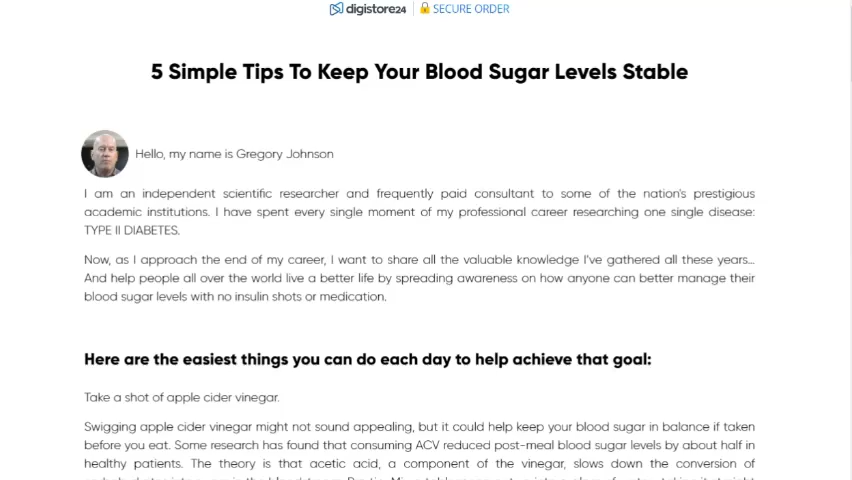 digistore24 SECURE ORDER
5 Simple Tips To Keep Your Blood Sugar Levels Stable
Hello, my name is Gregory Johnson
I am an independent scientific researcher and frequently paid consultant to some of the nation's prestigious
academic institutions. I have spent every single moment of my professional career researching one single disease:
TYPE II DIABETES.
Now, as I approach the end of my career, I want to share all the valuable knowledge I've gathered all these years...
And help people all over the world live a better life by spreading awareness on how anyone can better manage their
blood sugar levels with no insulin shots or medication.
Here are the easiest things you can do each day to help achieve that goal:
Take a shot of apple cider vinegar.
Swigging apple cider vinegar might not sound appealing, but it could help keep your blood sugar in balance if taken
before you eat. Some research has found that consuming ACV reduced post-meal blood sugar levels by about half in
healthy patients. The theory is that acetic acid, a component of the vinegar, slows down the conversion of